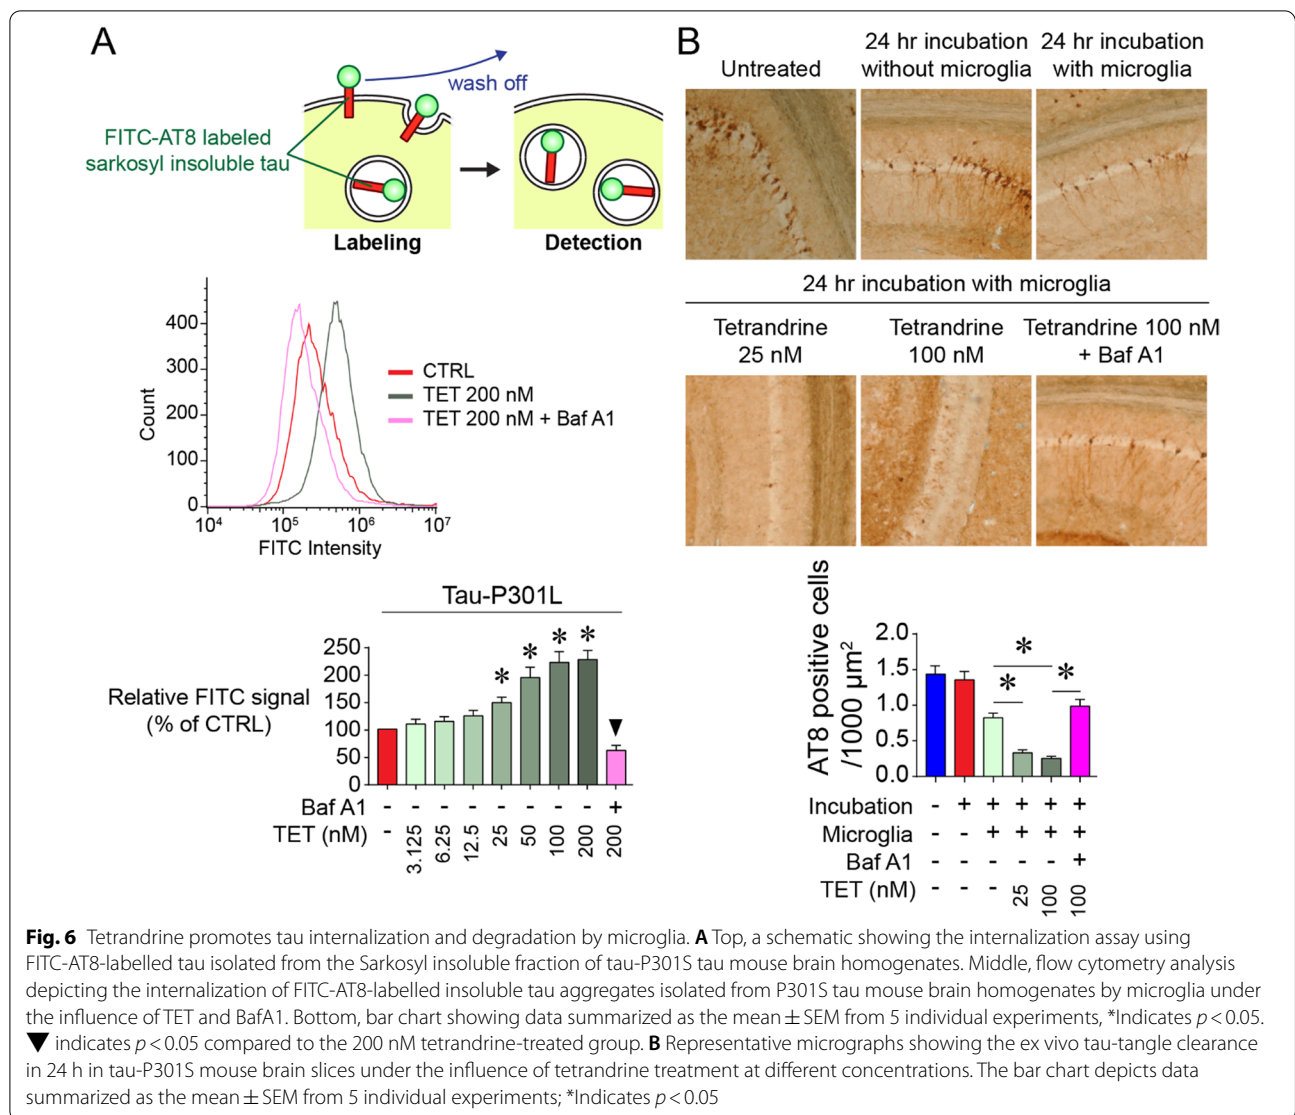 A
wash off
FITC-AT8 labeled
sarkosyl insoluble tau
Labeling
Detection
400
300
200
100
0
Count
10⁴
10⁵
10⁶
10⁷
FITC Intensity
CTRL
TET 200 nM
TET 200 nM + Baf A1
Tau-P301L
Relative FITC signal
(% of CTRL)
250
200
150
100
50
0
* * * *
▼
Baf A1 - - - - - - - - +
TET (nM) - 3.125 6.25 12.5 25 50 100 200 200
B
Untreated
24 hr incubation
without microglia
24 hr incubation
with microglia
24 hr incubation with microglia
Tetrandrine
25 nM
Tetrandrine
100 nM
Tetrandrine 100 nM
+ Baf A1
AT8 positive cells
/1000 µm²
2.0
1.5
1.0
0.5
0.0
* * *
Incubation - + + + + +
Microglia - - + + + +
Baf A1 - - - - - +
TET (nM) - - - 25 100 100
Fig. 6 Tetrandrine promotes tau internalization and degradation by microglia. A Top, a schematic showing the internalization assay using
FITC-AT8-labelled tau isolated from the Sarkosyl insoluble fraction of tau-P301S tau mouse brain homogenates. Middle, flow cytometry analysis
depicting the internalization of FITC-AT8-labelled insoluble tau aggregates isolated from P301S tau mouse brain homogenates by microglia under
the influence of TET and BafA1. Bottom, bar chart showing data summarized as the mean ± SEM from 5 individual experiments, *Indicates p < 0.05.
▼ indicates p < 0.05 compared to the 200 nM tetrandrine-treated group. B Representative micrographs showing the ex vivo tau-tangle clearance
in 24 h in tau-P301S mouse brain slices under the influence of tetrandrine treatment at different concentrations. The bar chart depicts data
summarized as the mean ± SEM from 5 individual experiments; *Indicates p < 0.05